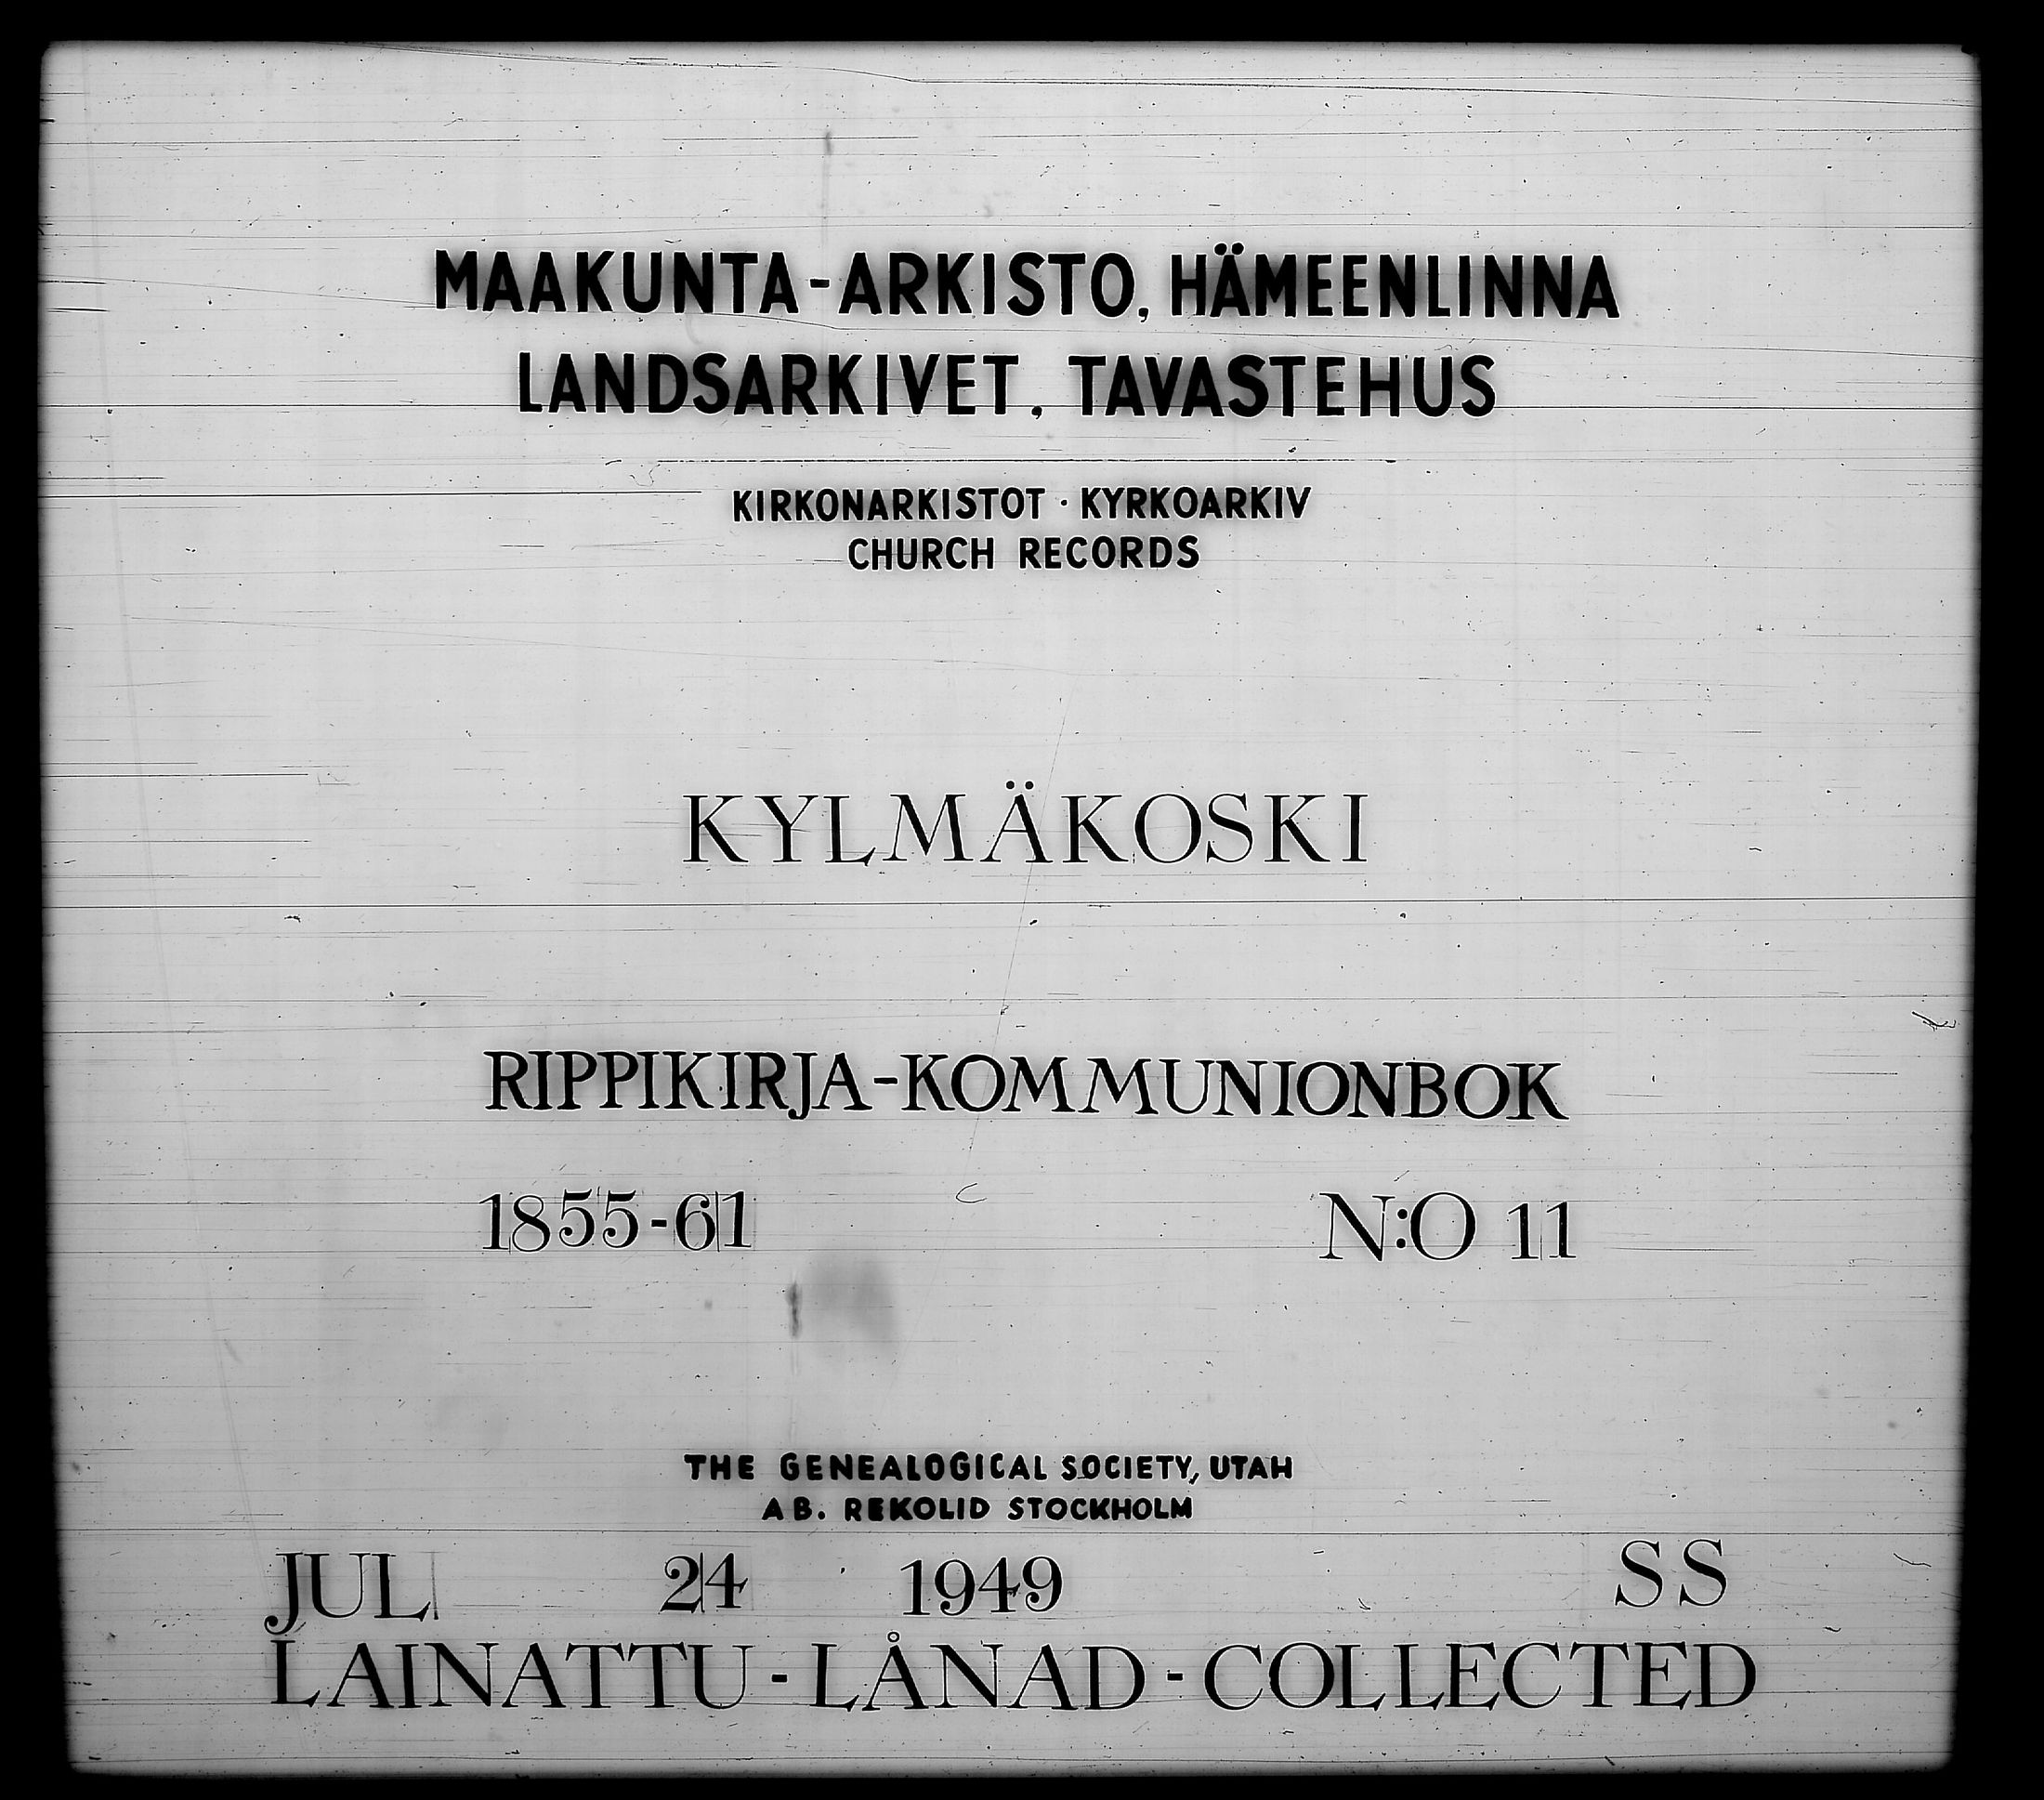 MAAKUNTA-ARKISTO, HÄMEENLINNA
LANDSARKIVET, TAVASTEHUS
KIRKONARKISTOT · KYRKOARKIV
CHURCH RECORDS
KYLMÄKOSKI
RIPPIKIRJA-KOMMUNIONBOK
1855-61 N:O 11
THE GENEALOGICAL SOCIETY, UTAH
AB. REKOLID STOCKHOLM
JUL 24 1949 SS
LAINATTU-LÅNAD-COLLECTED